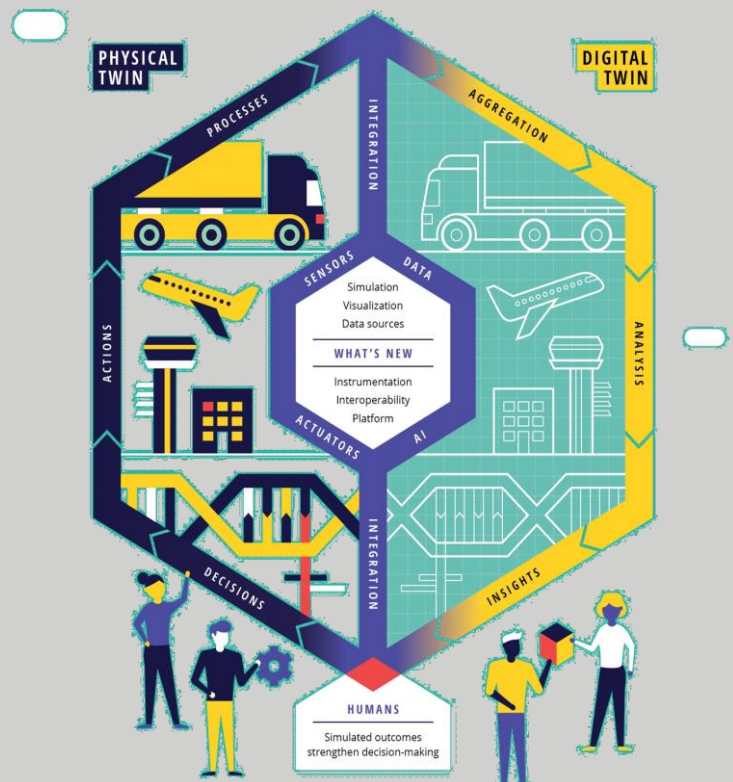 PHYSICAL
TWIN
DIGITAL
TWIN
PROCESSES
INTEGRATION
AGGREGATION
SENSORS
DATA
Simulation
Visualization
Data sources
WHAT'S NEW
Instrumentation
Interoperability
Platform
ACTIONS
ANALYSIS
ACTUATORS
AI
INTEGRATION
DECISIONS
INSIGHTS
HUMANS
Simulated outcomes
strengthen decision-making